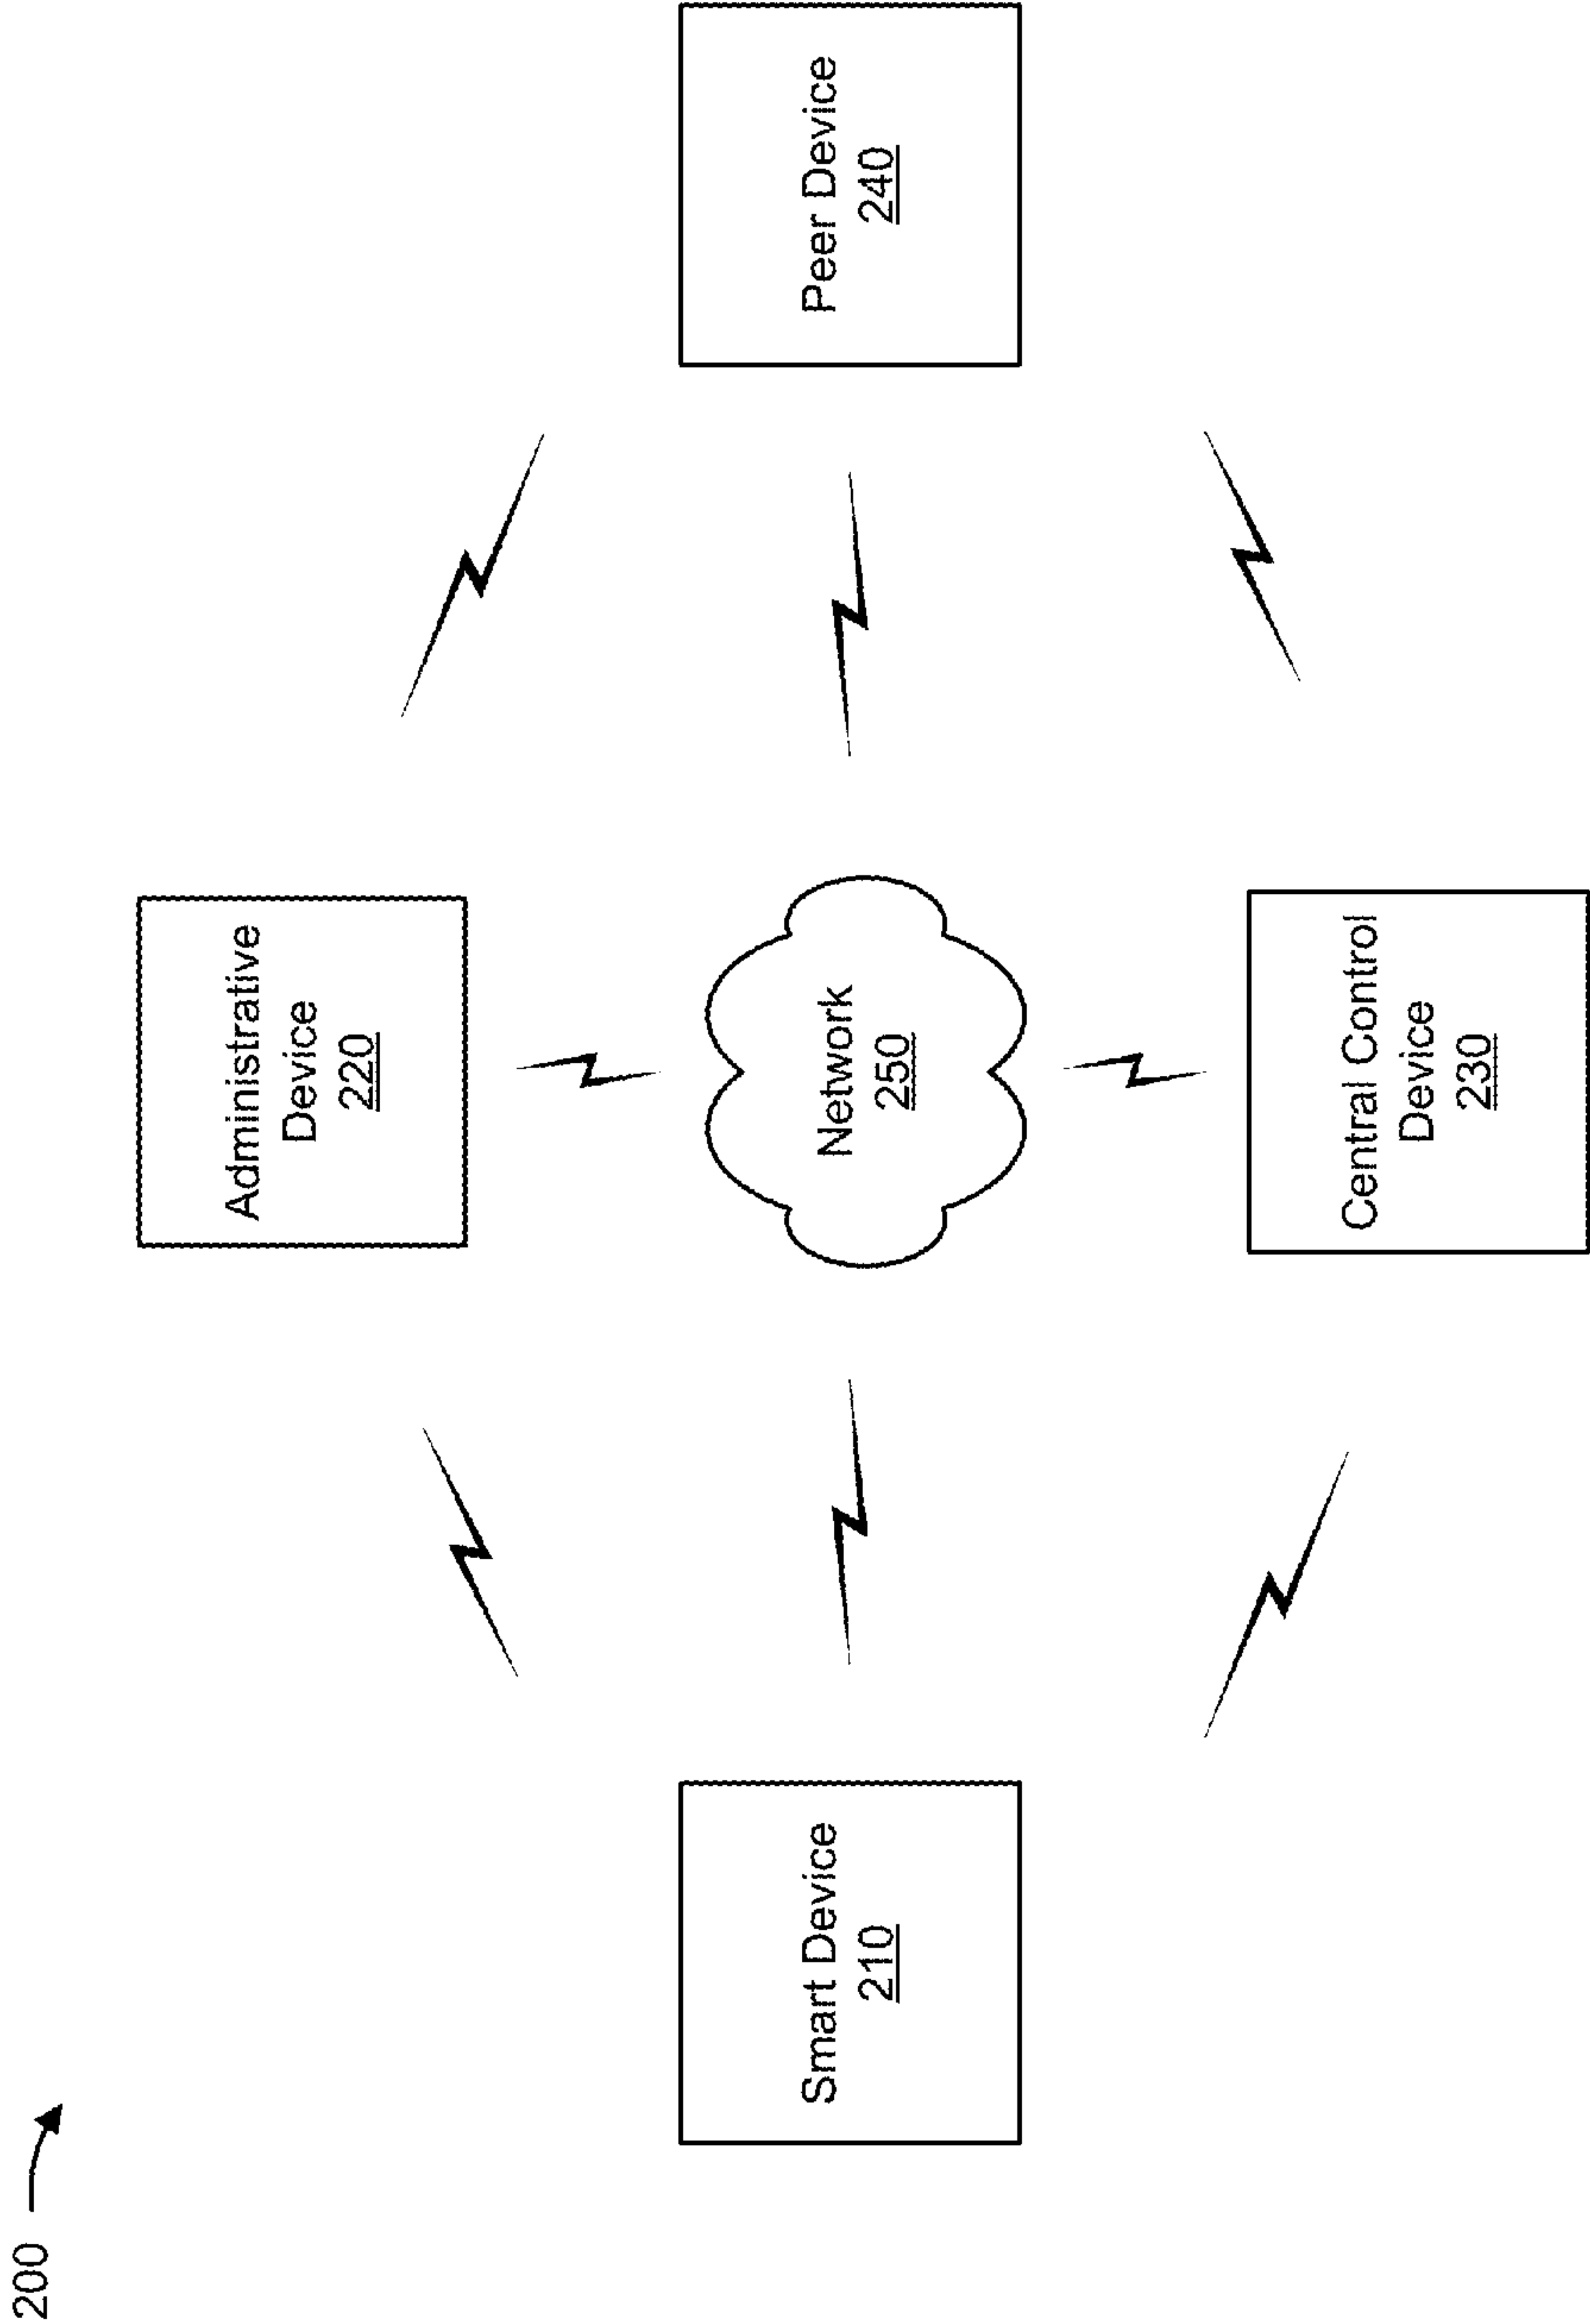 200
Administrative
Device
220
Smart Device
210
Network
250
Peer Device
240
Central Control
Device
230